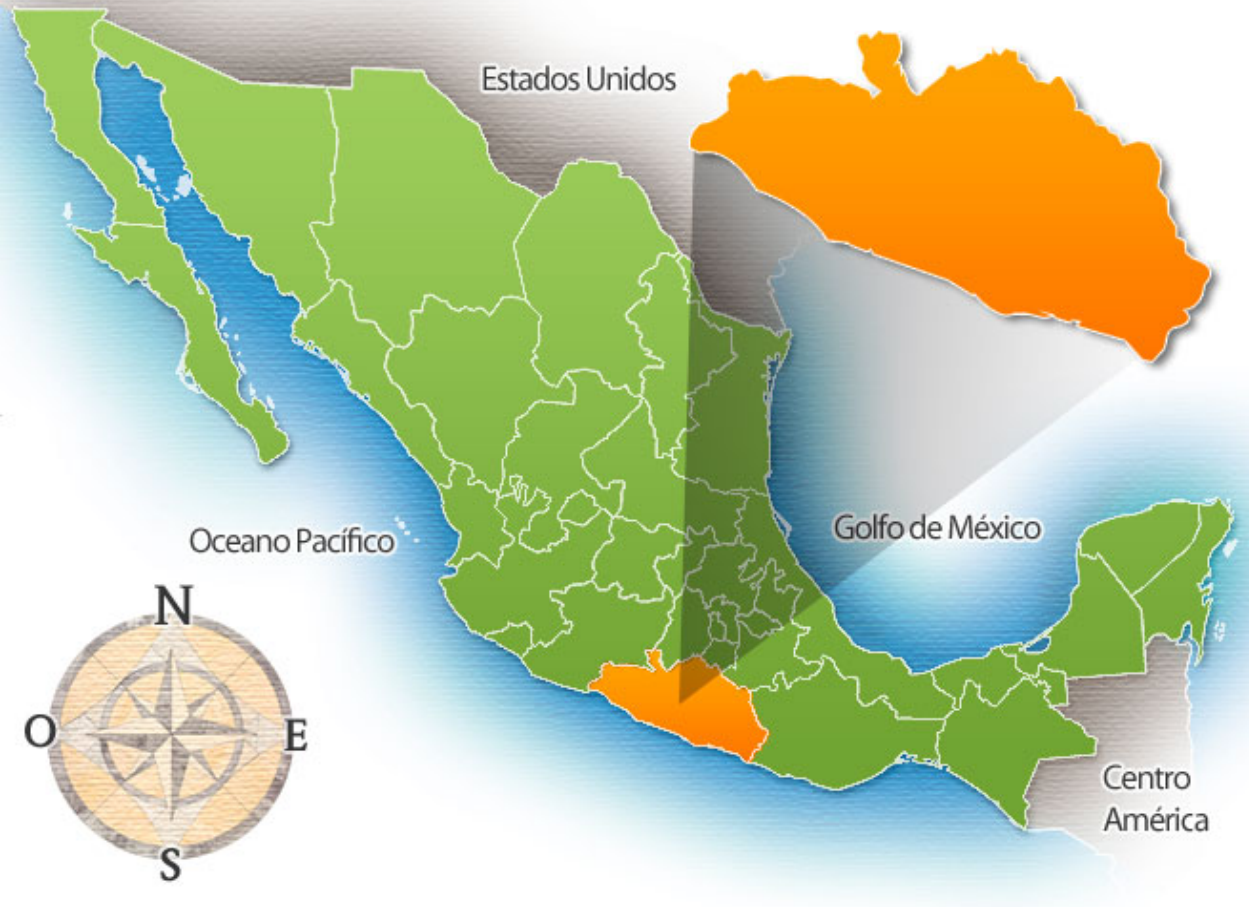 Estados Unidos
Oceano Pacífico
Golfo de México
N
O
E
S
Centro
América